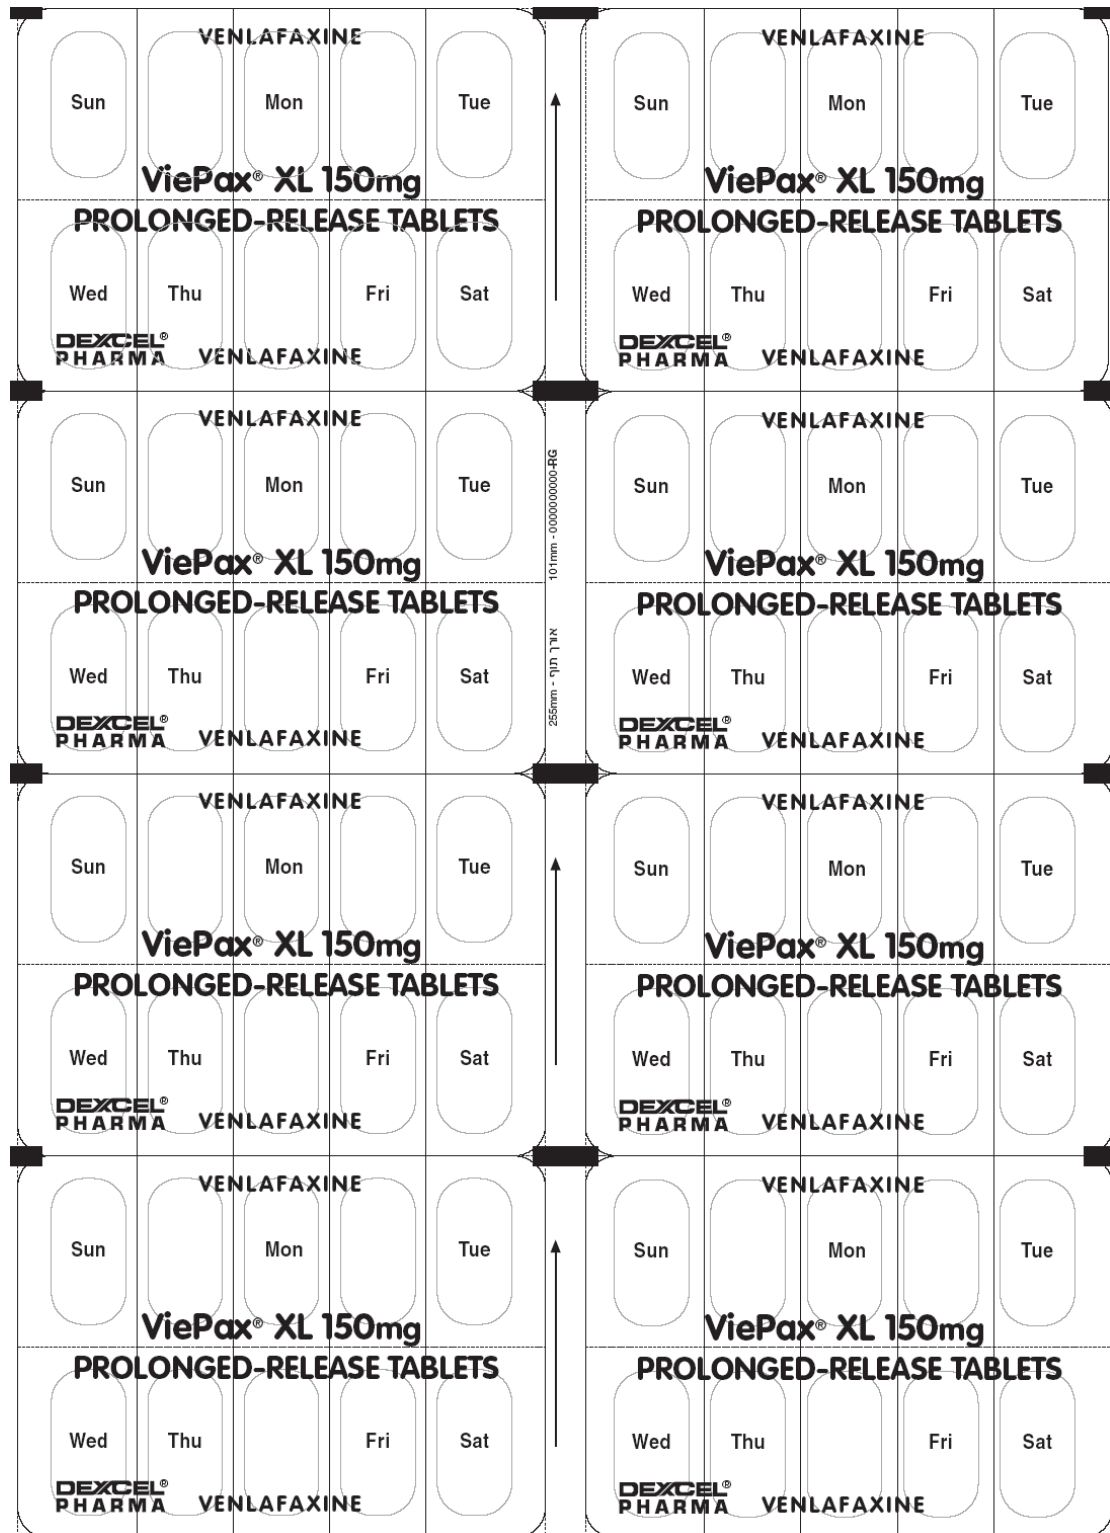 VENLAFAXINE
Sun Mon Tue
ViePax® XL 150mg
PROLONGED-RELEASE TABLETS
Wed Thu Fri Sat
DEXCEL®
PHARMA VENLAFAXINE
VENLAFAXINE
Sun Mon Tue
ViePax® XL 150mg
PROLONGED-RELEASE TABLETS
Wed Thu Fri Sat
DEXCEL®
PHARMA VENLAFAXINE
VENLAFAXINE
Sun Mon Tue
ViePax® XL 150mg
PROLONGED-RELEASE TABLETS
Wed Thu Fri Sat
DEXCEL®
PHARMA VENLAFAXINE
255mm - אורך תוף 101mm - 0000000000-RG
VENLAFAXINE
Sun Mon Tue
ViePax® XL 150mg
PROLONGED-RELEASE TABLETS
Wed Thu Fri Sat
DEXCEL®
PHARMA VENLAFAXINE
VENLAFAXINE
Sun Mon Tue
ViePax® XL 150mg
PROLONGED-RELEASE TABLETS
Wed Thu Fri Sat
DEXCEL®
PHARMA VENLAFAXINE
VENLAFAXINE
Sun Mon Tue
ViePax® XL 150mg
PROLONGED-RELEASE TABLETS
Wed Thu Fri Sat
DEXCEL®
PHARMA VENLAFAXINE
VENLAFAXINE
Sun Mon Tue
ViePax® XL 150mg
PROLONGED-RELEASE TABLETS
Wed Thu Fri Sat
DEXCEL®
PHARMA VENLAFAXINE
VENLAFAXINE
Sun Mon Tue
ViePax® XL 150mg
PROLONGED-RELEASE TABLETS
Wed Thu Fri Sat
DEXCEL®
PHARMA VENLAFAXINE